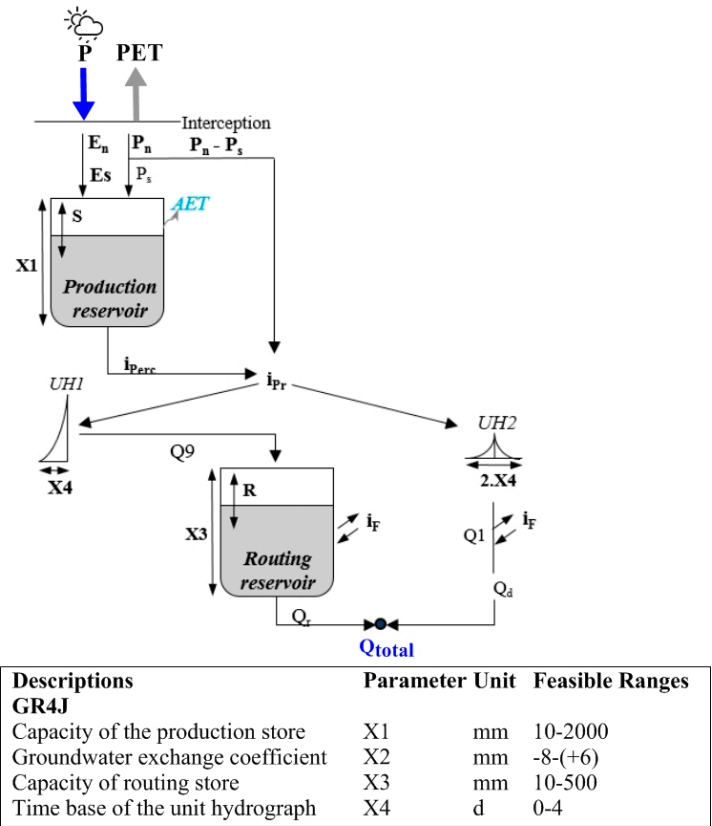 P PET
Interception
En Pn Pn - Ps
Es Ps
AET
S
X1
Production
reservoir
iPerc
iPr
UH1
UH2
Q9
X4
2.X4
R
X3
iF
Q1
iF
Routing
reservoir
Qd
Qr
Qtotal
Descriptions Parameter Unit Feasible Ranges
GR4J
Capacity of the production store X1 mm 10-2000
Groundwater exchange coefficient X2 mm -8-(+6)
Capacity of routing store X3 mm 10-500
Time base of the unit hydrograph X4 d 0-4